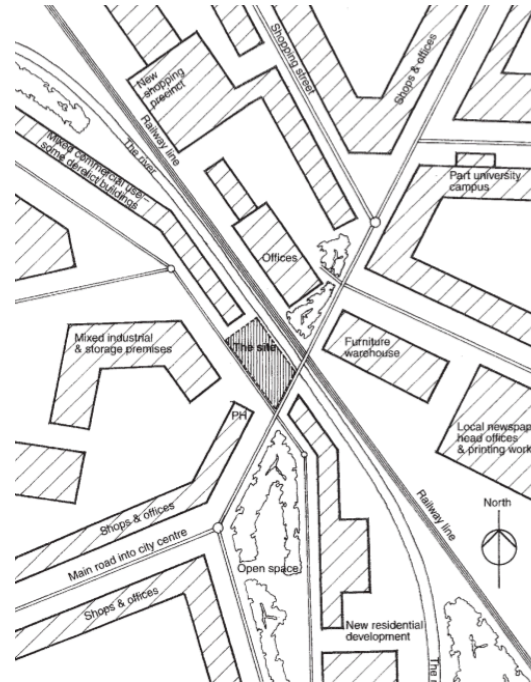 New
shopping
precinct
Shopping street
Shops & offices
Railway line
The river
Mixed commercial user –
some derelict buildings
Part university
campus
Offices
The site
Mixed industrial
& storage premises
Furniture
warehouse
PH
Local newspap
head offices
& printing work
North
Railway line
Shops & offices
Main road into city centre
Open space
Shops & offices
New residential
development
The r